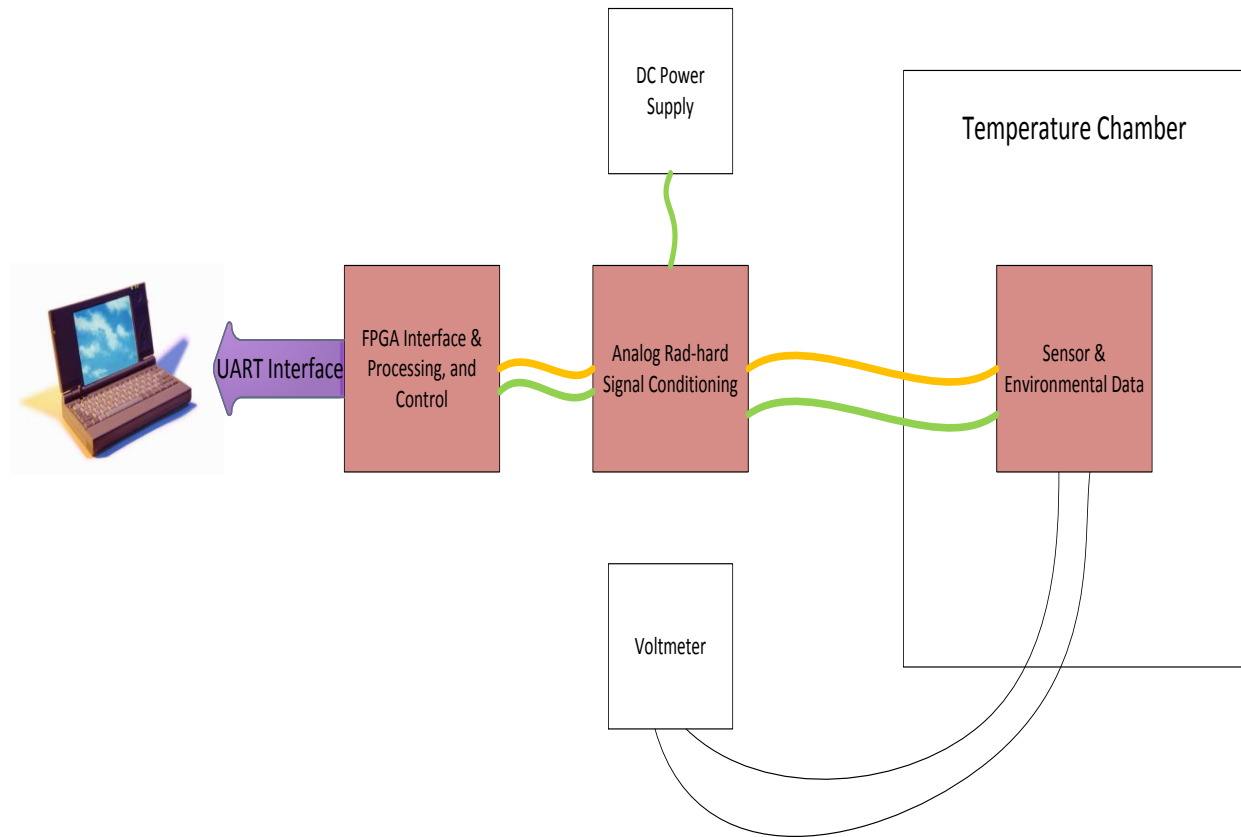 DC Power
Supply
Temperature Chamber
UART Interface
FPGA Interface &
Processing, and
Control
Analog Rad-hard
Signal Conditioning
Sensor &
Environmental Data
Voltmeter